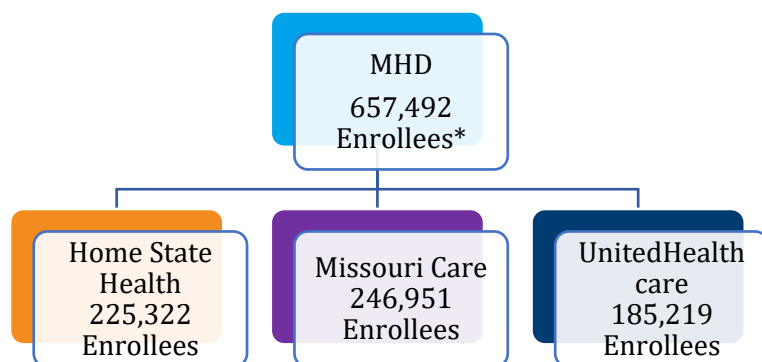 MHD
657,492
Enrollees*
Home State
Health
225,322
Enrollees
Missouri Care
246,951
Enrollees
UnitedHealth
care
185,219
Enrollees